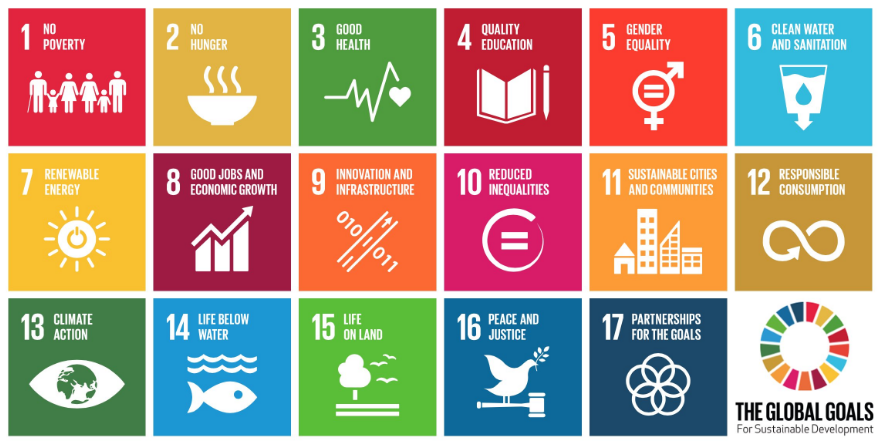 1 NO
POVERTY
2 NO
HUNGER
3 GOOD
HEALTH
4 QUALITY
EDUCATION
5 GENDER
EQUALITY
6 CLEAN WATER
AND SANITATION
7 RENEWABLE
ENERGY
8 GOOD JOBS AND
ECONOMIC GROWTH
9 INNOVATION AND
INFRASTRUCTURE
010
011
10 REDUCED
INEQUALITIES
11 SUSTAINABLE CITIES
AND COMMUNITIES
12 RESPONSIBLE
CONSUMPTION
13 CLIMATE
ACTION
14 LIFE BELOW
WATER
15 LIFE
ON LAND
16 PEACE AND
JUSTICE
17 PARTNERSHIPS
FOR THE GOALS
THE GLOBAL GOALS
For Sustainable Development